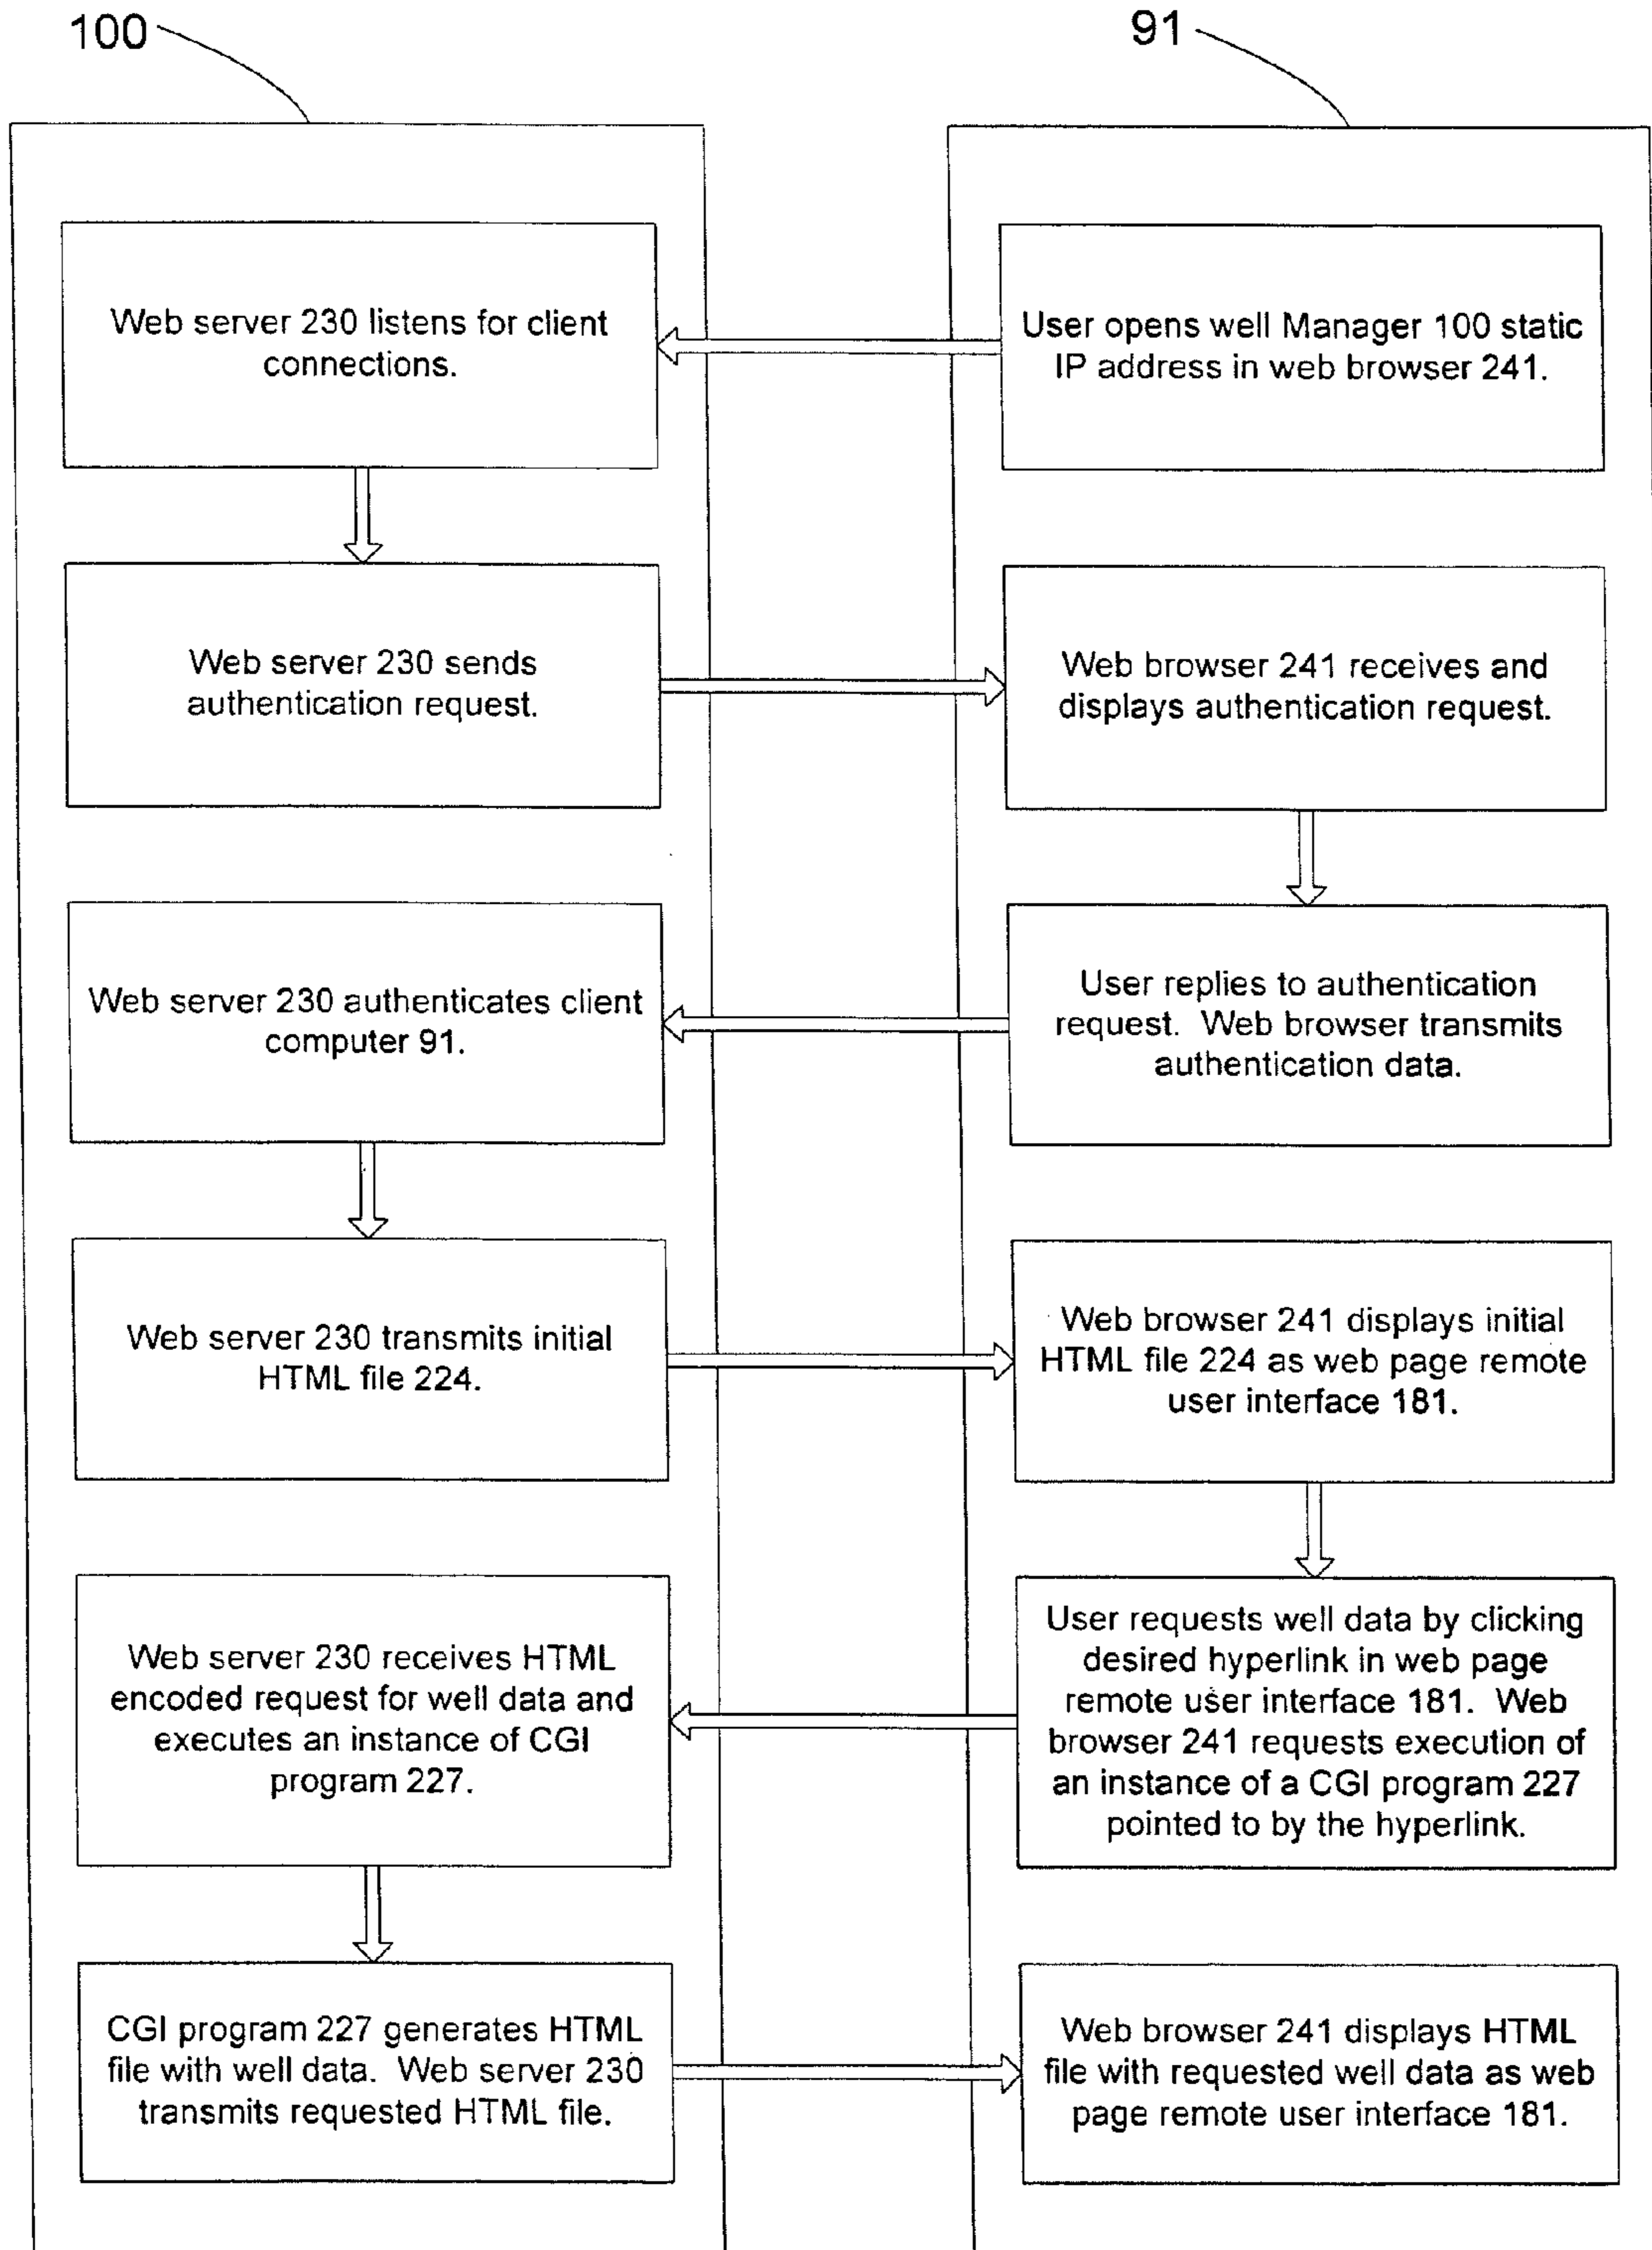 100
91
Web server 230 listens for client
connections.
User opens well Manager 100 static
IP address in web browser 241.
Web server 230 sends
authentication request.
Web browser 241 receives and
displays authentication request.
Web server 230 authenticates client
computer 91.
User replies to authentication
request. Web browser transmits
authentication data.
Web server 230 transmits initial
HTML file 224.
Web browser 241 displays initial
HTML file 224 as web page remote
user interface 181.
Web server 230 receives HTML
encoded request for well data and
executes an instance of CGI
program 227.
User requests well data by clicking
desired hyperlink in web page
remote user interface 181. Web
browser 241 requests execution of
an instance of a CGI program 227
pointed to by the hyperlink.
CGI program 227 generates HTML
file with well data. Web server 230
transmits requested HTML file.
Web browser 241 displays HTML
file with requested well data as web
page remote user interface 181.